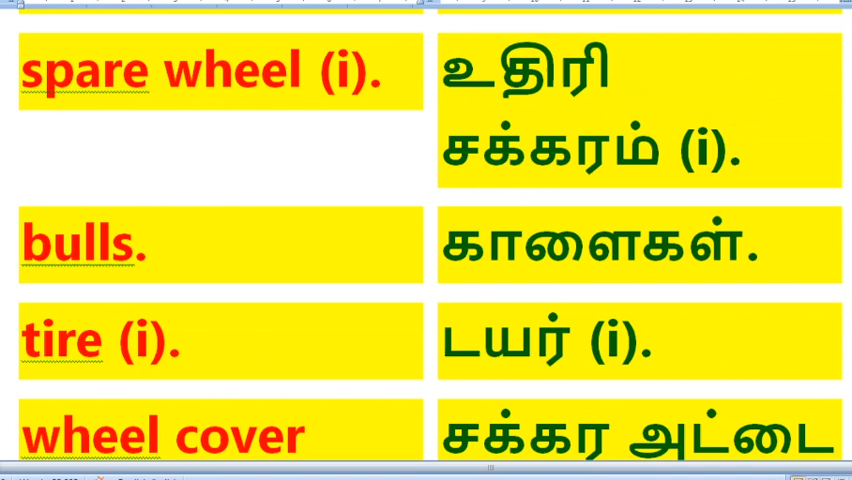 spare wheel (i).
உதிரி
சக்கரம் (i).
bulls.
காளைகள்.
tire (i).
டயர் (i).
wheel cover
சக்கர அட்டை